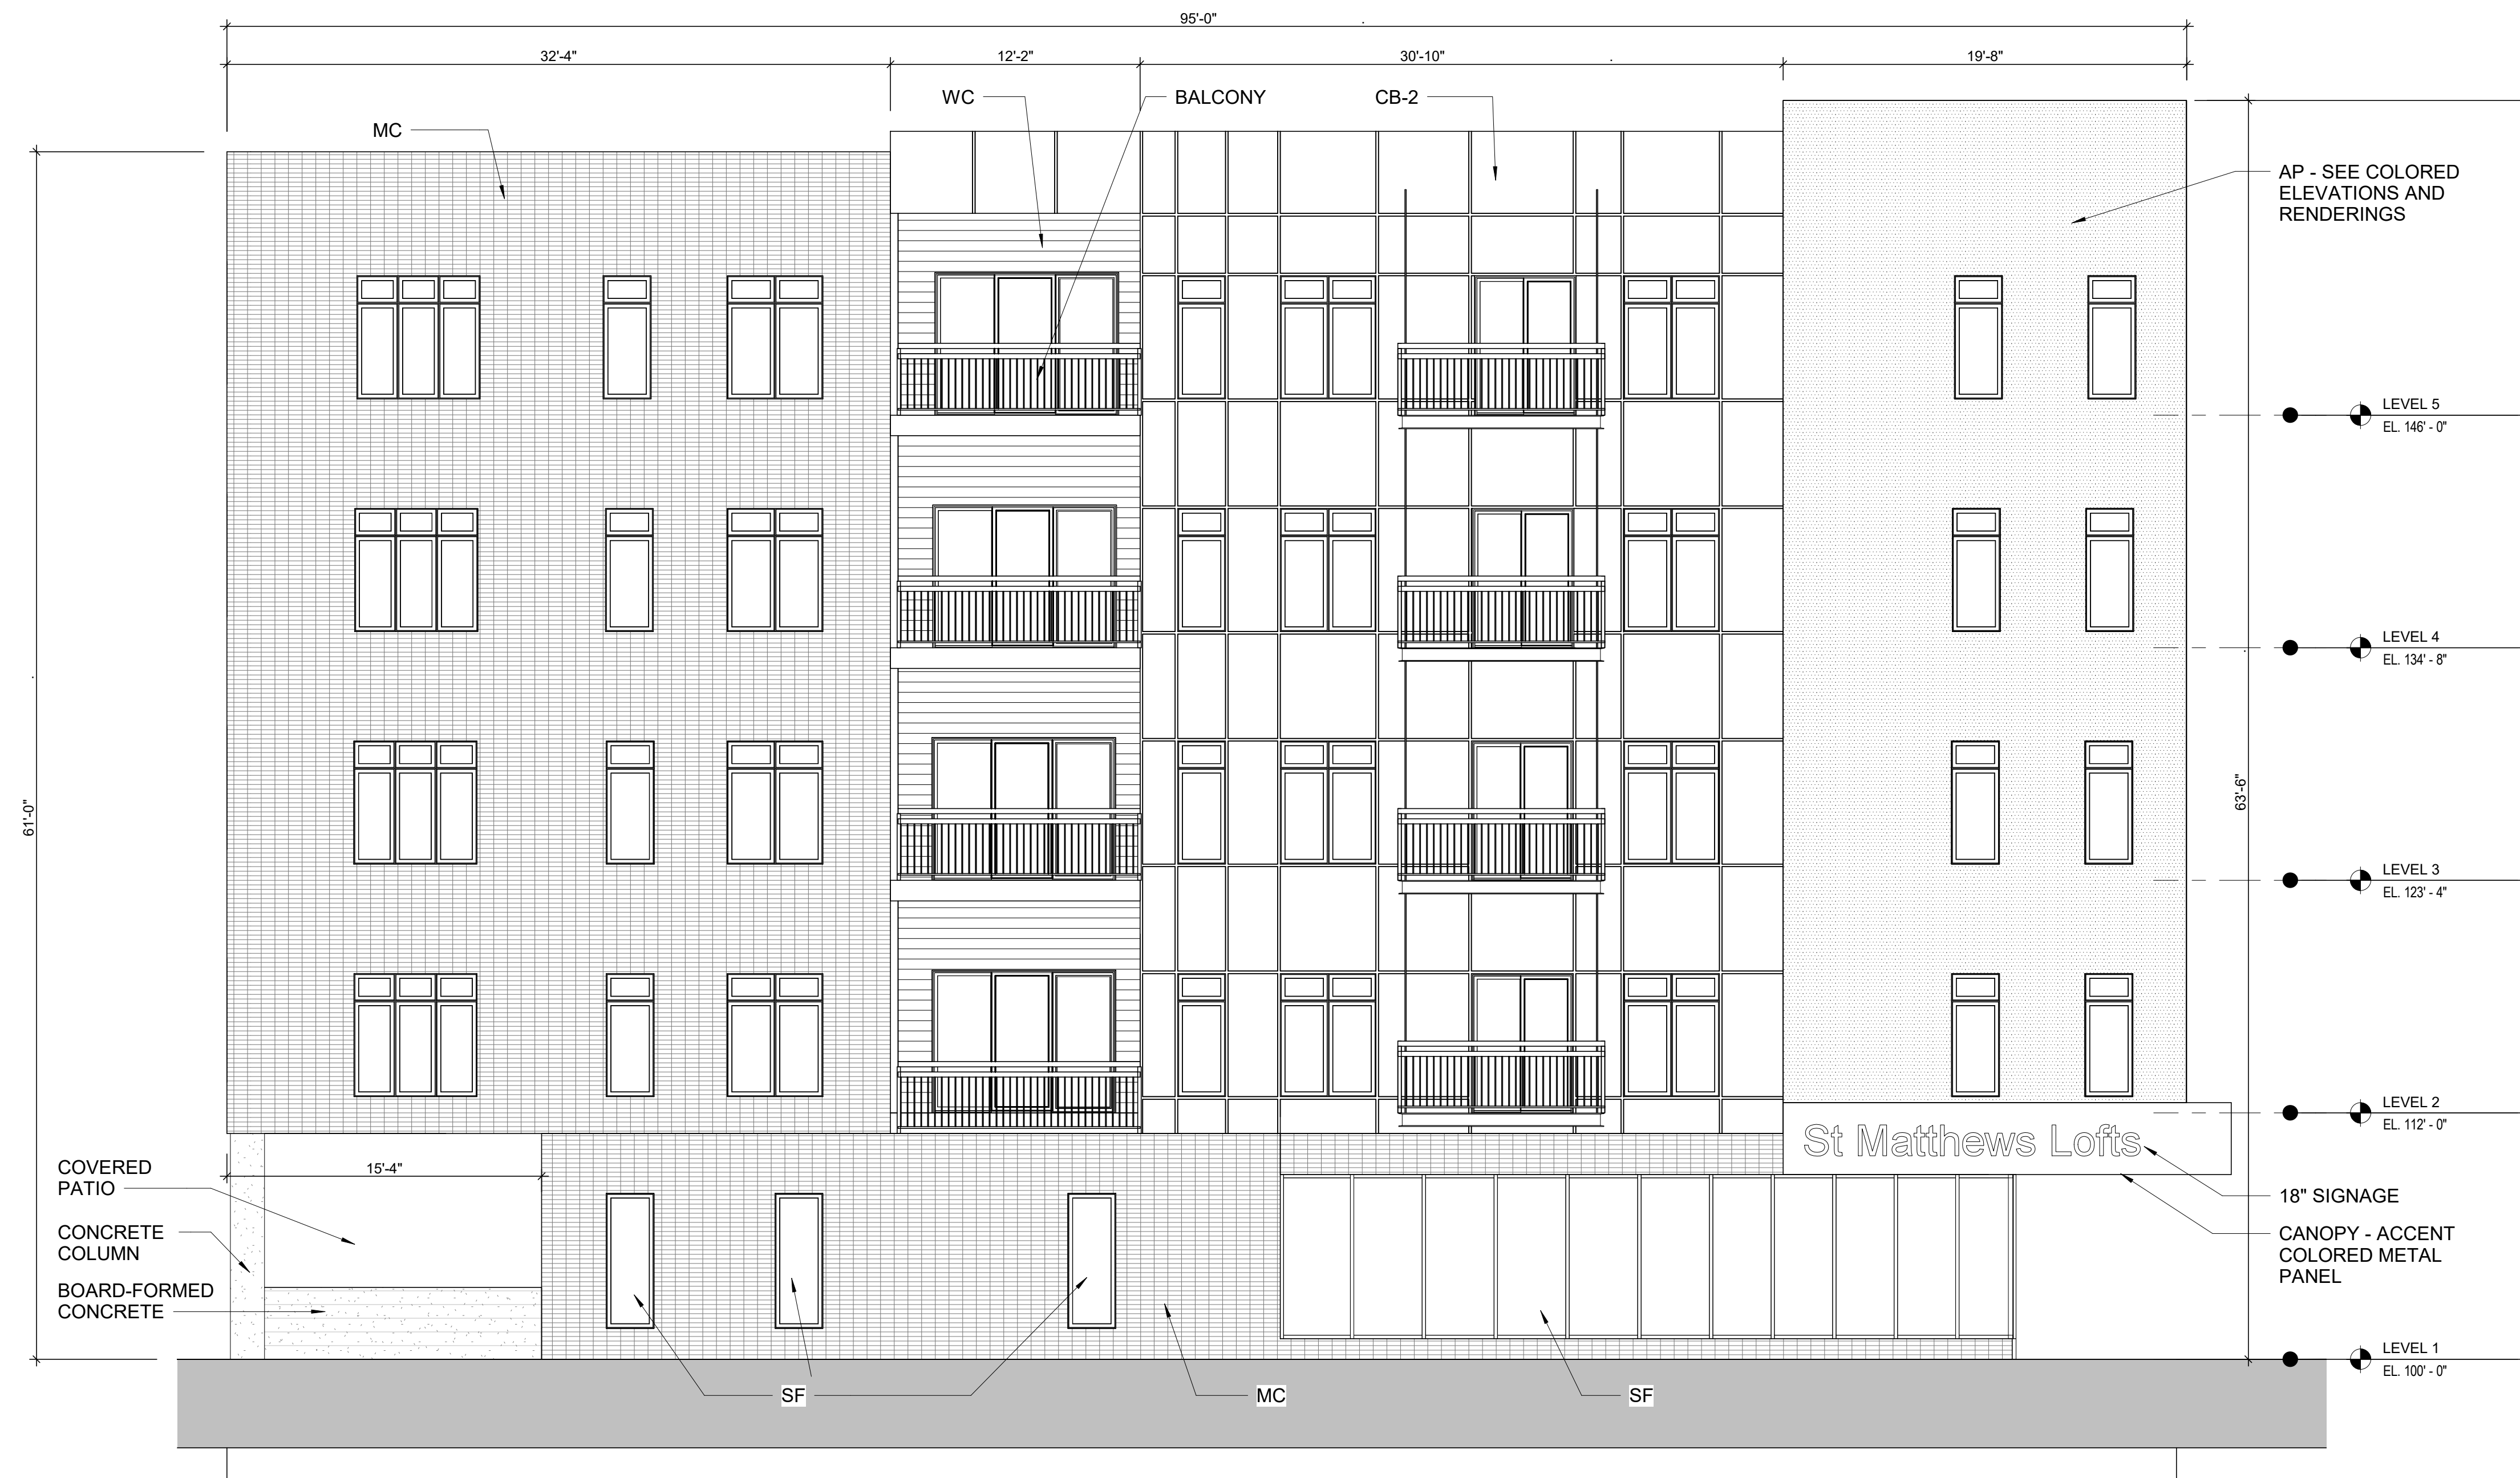 95'-0"
32'-4"
12'-2"
30'-10"
19'-8"
WC
BALCONY
CB-2
MC
AP - SEE COLORED
ELEVATIONS AND
RENDERINGS
LEVEL 5
EL. 146' - 0"
LEVEL 4
EL. 134' - 8"
61'-0"
63'-6"
LEVEL 3
EL. 123' - 4"
LEVEL 2
EL. 112' - 0"
St Matthews Lofts
COVERED
PATIO
15'-4"
18" SIGNAGE
CONCRETE
COLUMN
CANOPY - ACCENT
COLORED METAL
PANEL
BOARD-FORMED
CONCRETE
LEVEL 1
EL. 100' - 0"
SF
MC
SF